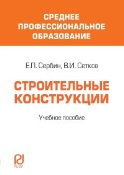 СРЕДНЕЕ
ПРОФЕССИОНАЛЬНОЕ
ОБРАЗОВАНИЕ
Е.П. Сербин, В.И. Сетков
СТРОИТЕЛЬНЫЕ
КОНСТРУКЦИИ
Учебное пособие